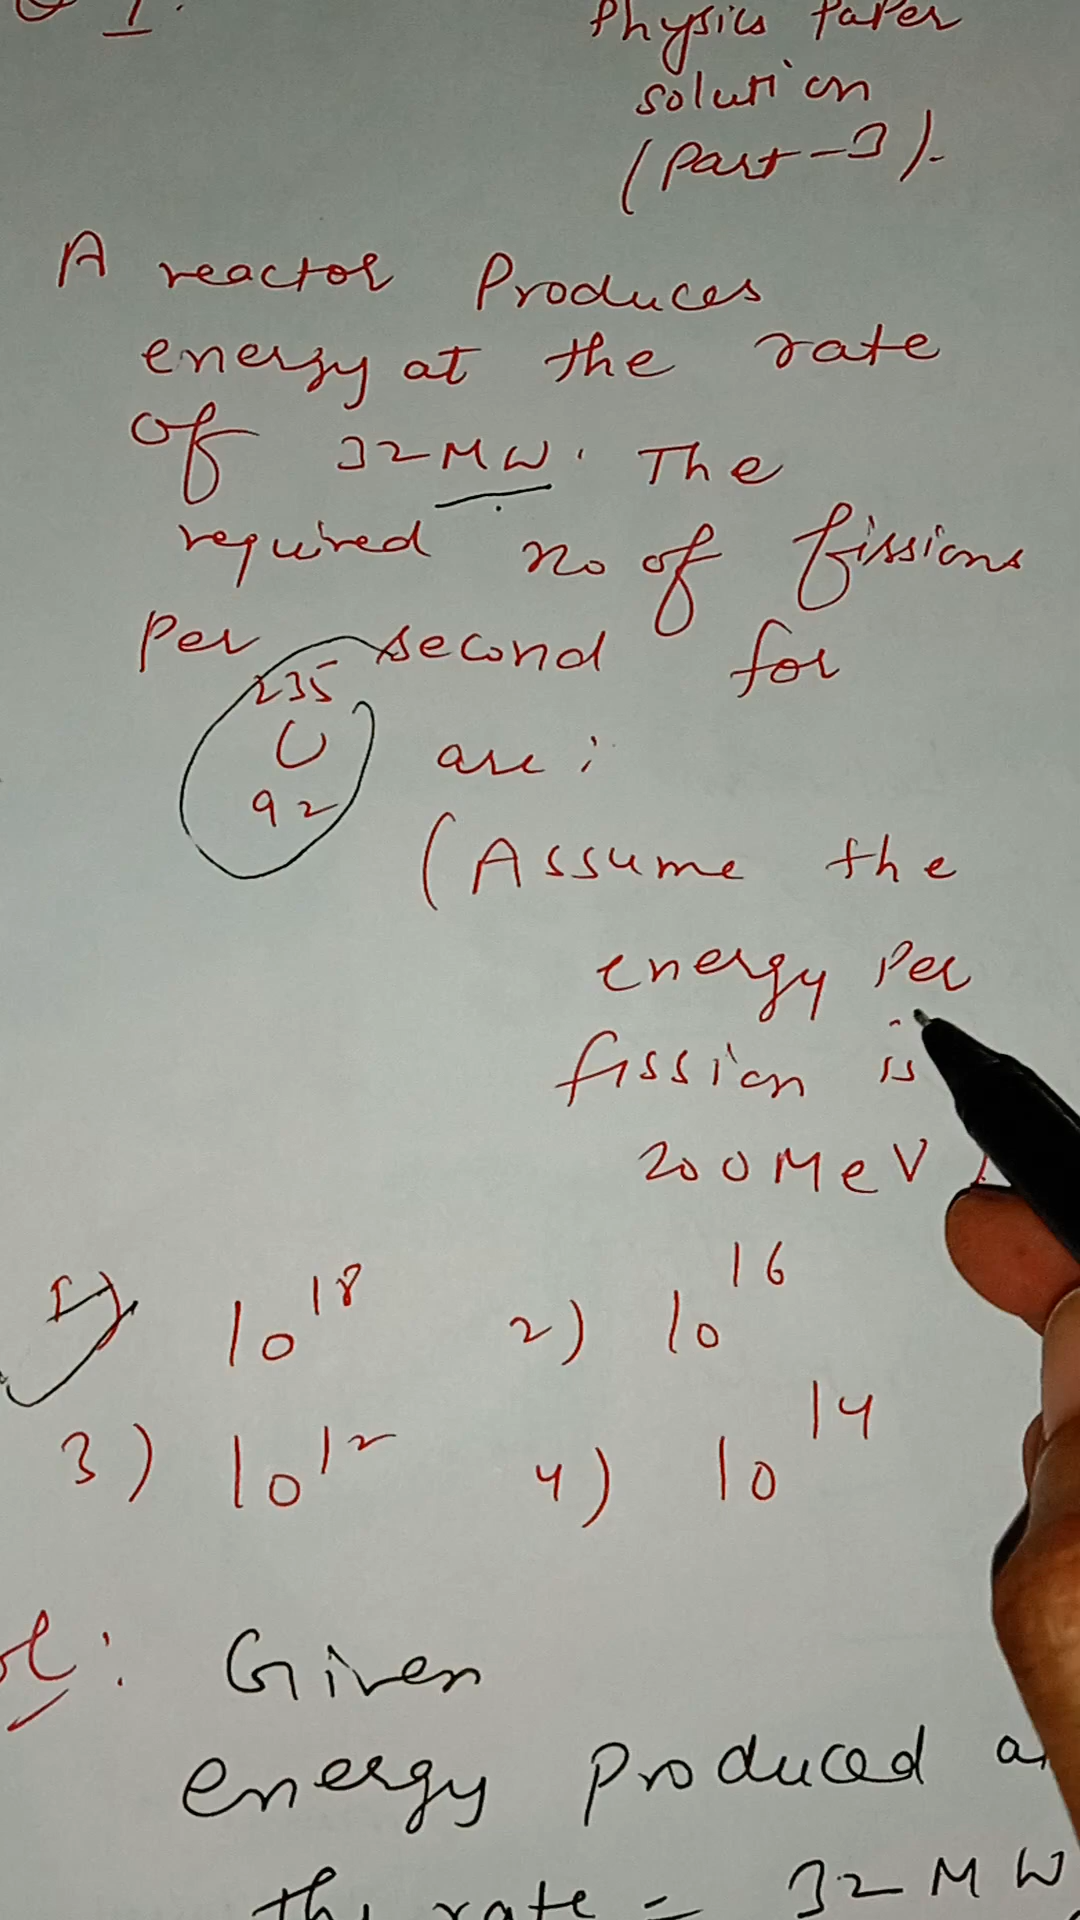 Q 1.
Physics Paper
solution
(Part-3).
A reactor Produces
energy at the rate
of 32MW. The
required no of fissions
Per second for
235
U are:
92
(Assume the
energy Per
fission is
200MeV)
1) 10^18 2) 10^16
3) 10^12 4) 10^14
Given
energy produced
the rate = 32MW